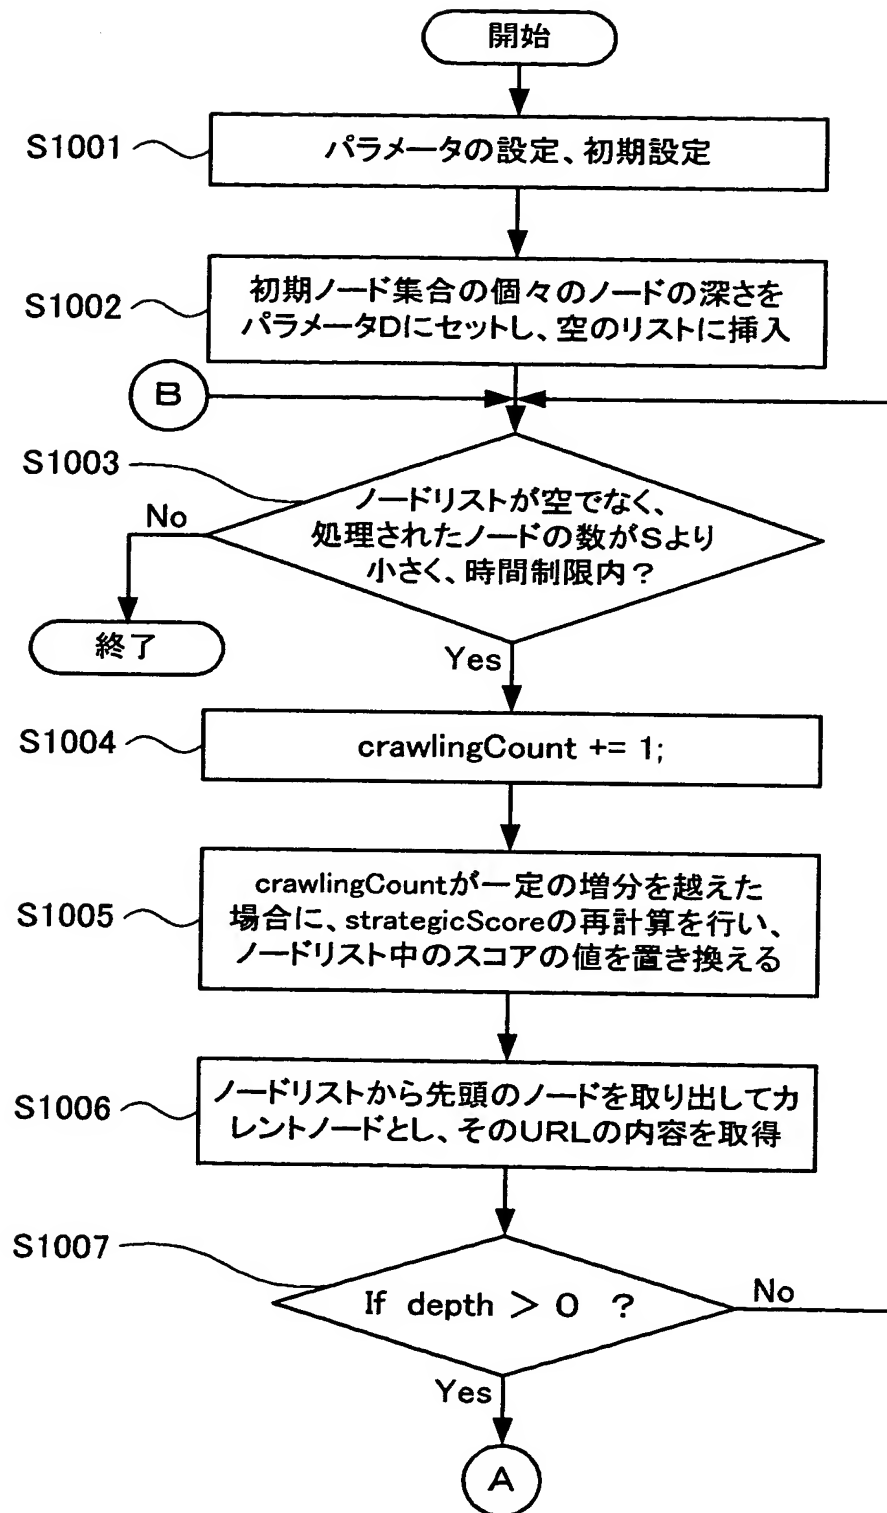 開始
S1001
パラメータの設定、初期設定
S1002
初期ノード集合の個々のノードの深さを
パラメータDにセットし、空のリストに挿入
B
S1003
ノードリストが空でなく、
処理されたノードの数がSより
小さく、時間制限内?
No
終了
Yes
S1004
crawlingCount += 1;
S1005
crawlingCountが一定の増分を越えた
場合に、strategicScoreの再計算を行い、
ノードリスト中のスコアの値を置き換える
S1006
ノードリストから先頭のノードを取り出してカ
レントノードとし、そのURLの内容を取得
S1007
If depth > 0 ?
No
Yes
A